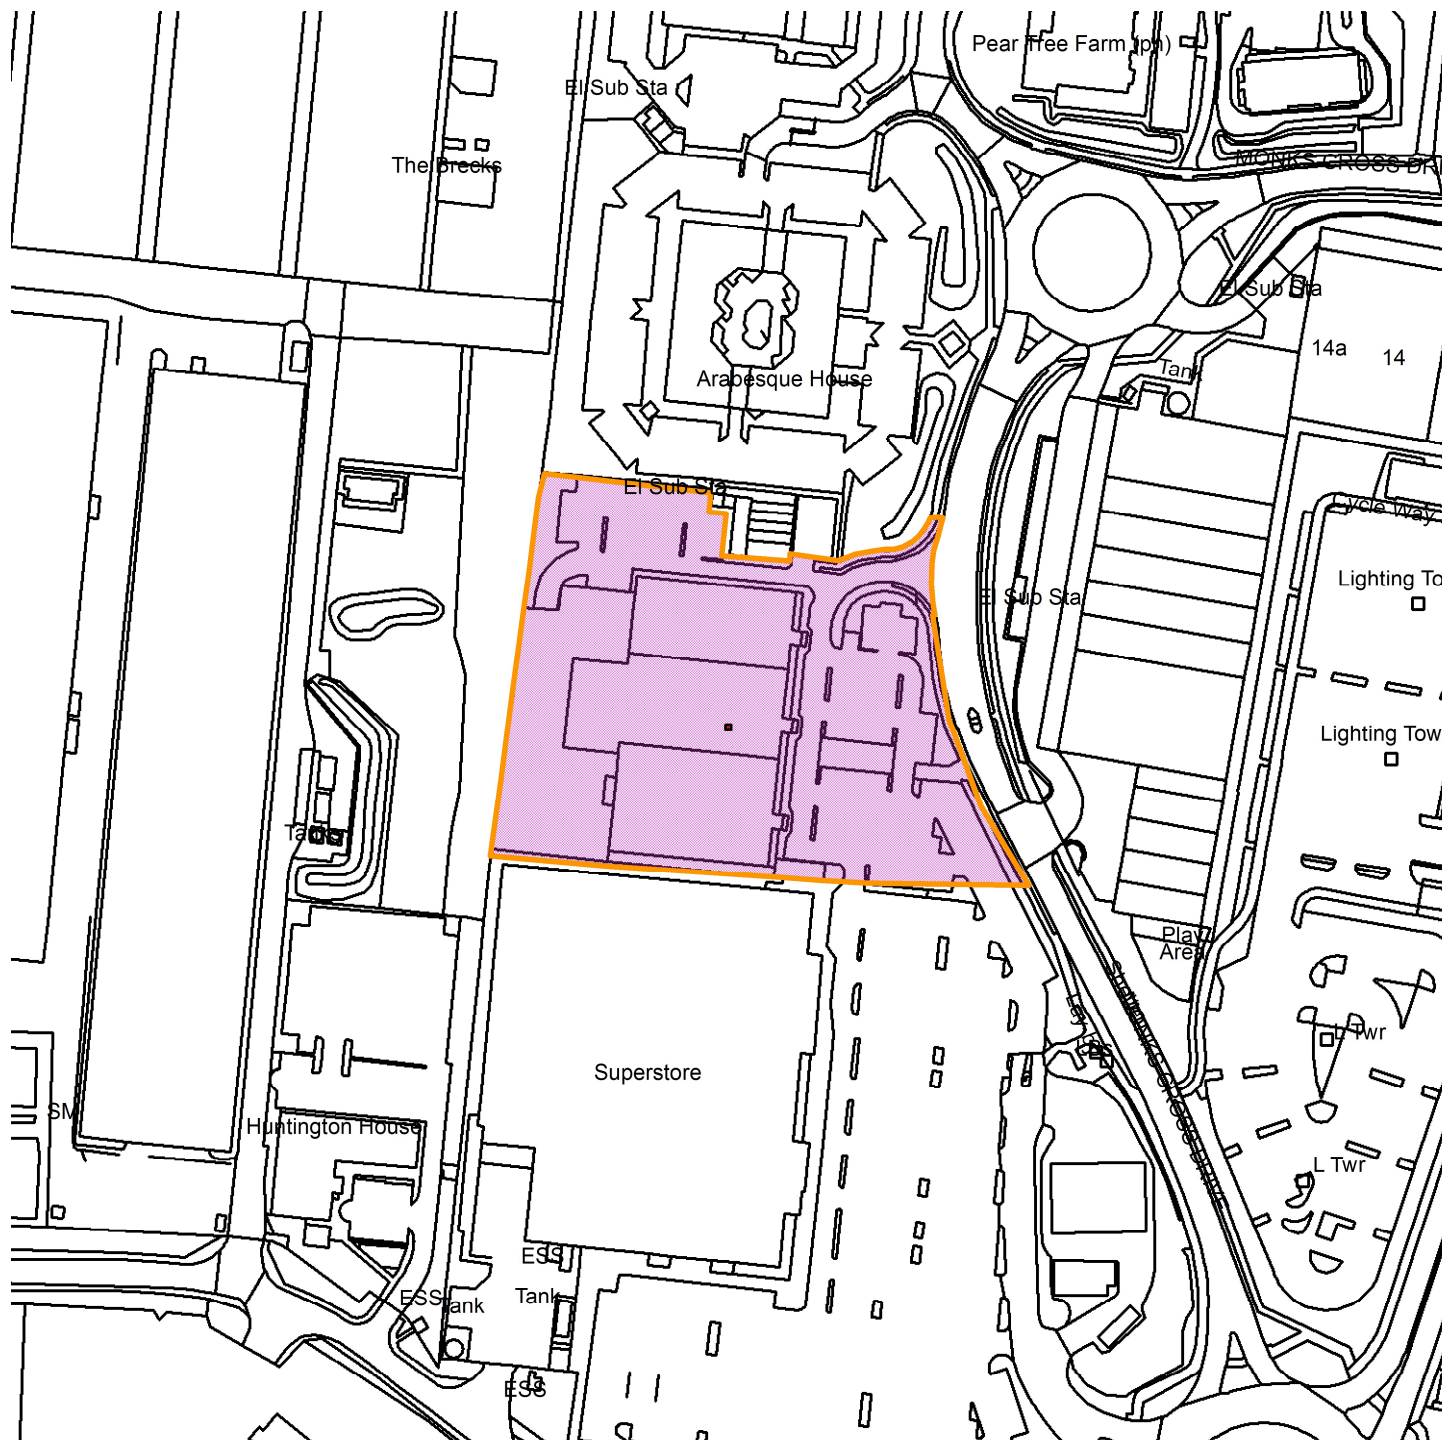 Pear Tree Farm (ph)
El Sub Sta
The Brecks
MONKS CROSS DRI
El Sub Sta
14a
14
Tank
Arabesque House
El Sub Sta
Cycle Way
Lighting To
El Sub Sta
Lighting Tow
Tanks
Play
Area
L Twr
Superstore
SM
Huntington House
L Twr
ESS
ESS
Tank
Tank
ESS